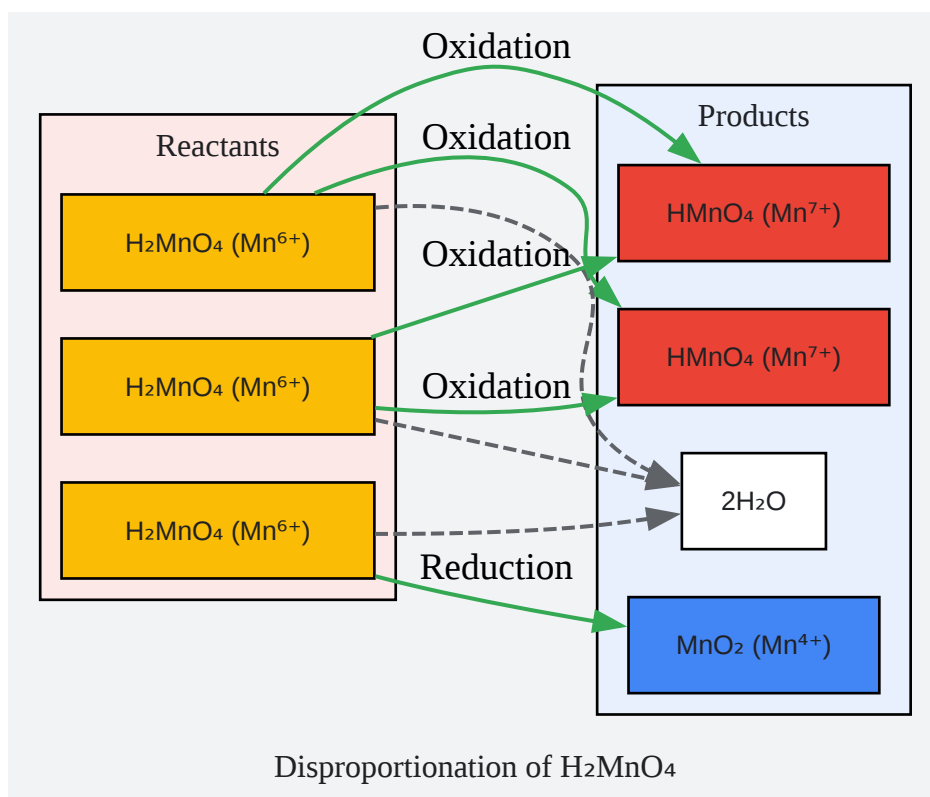 Oxidation
Oxidation
Oxidation
Oxidation
Reduction
Reactants
H₂MnO₄ (Mn⁶⁺)
H₂MnO₄ (Mn⁶⁺)
H₂MnO₄ (Mn⁶⁺)
Products
HMnO₄ (Mn⁷⁺)
HMnO₄ (Mn⁷⁺)
2H₂O
MnO₂ (Mn⁴⁺)
Disproportionation of H₂MnO₄